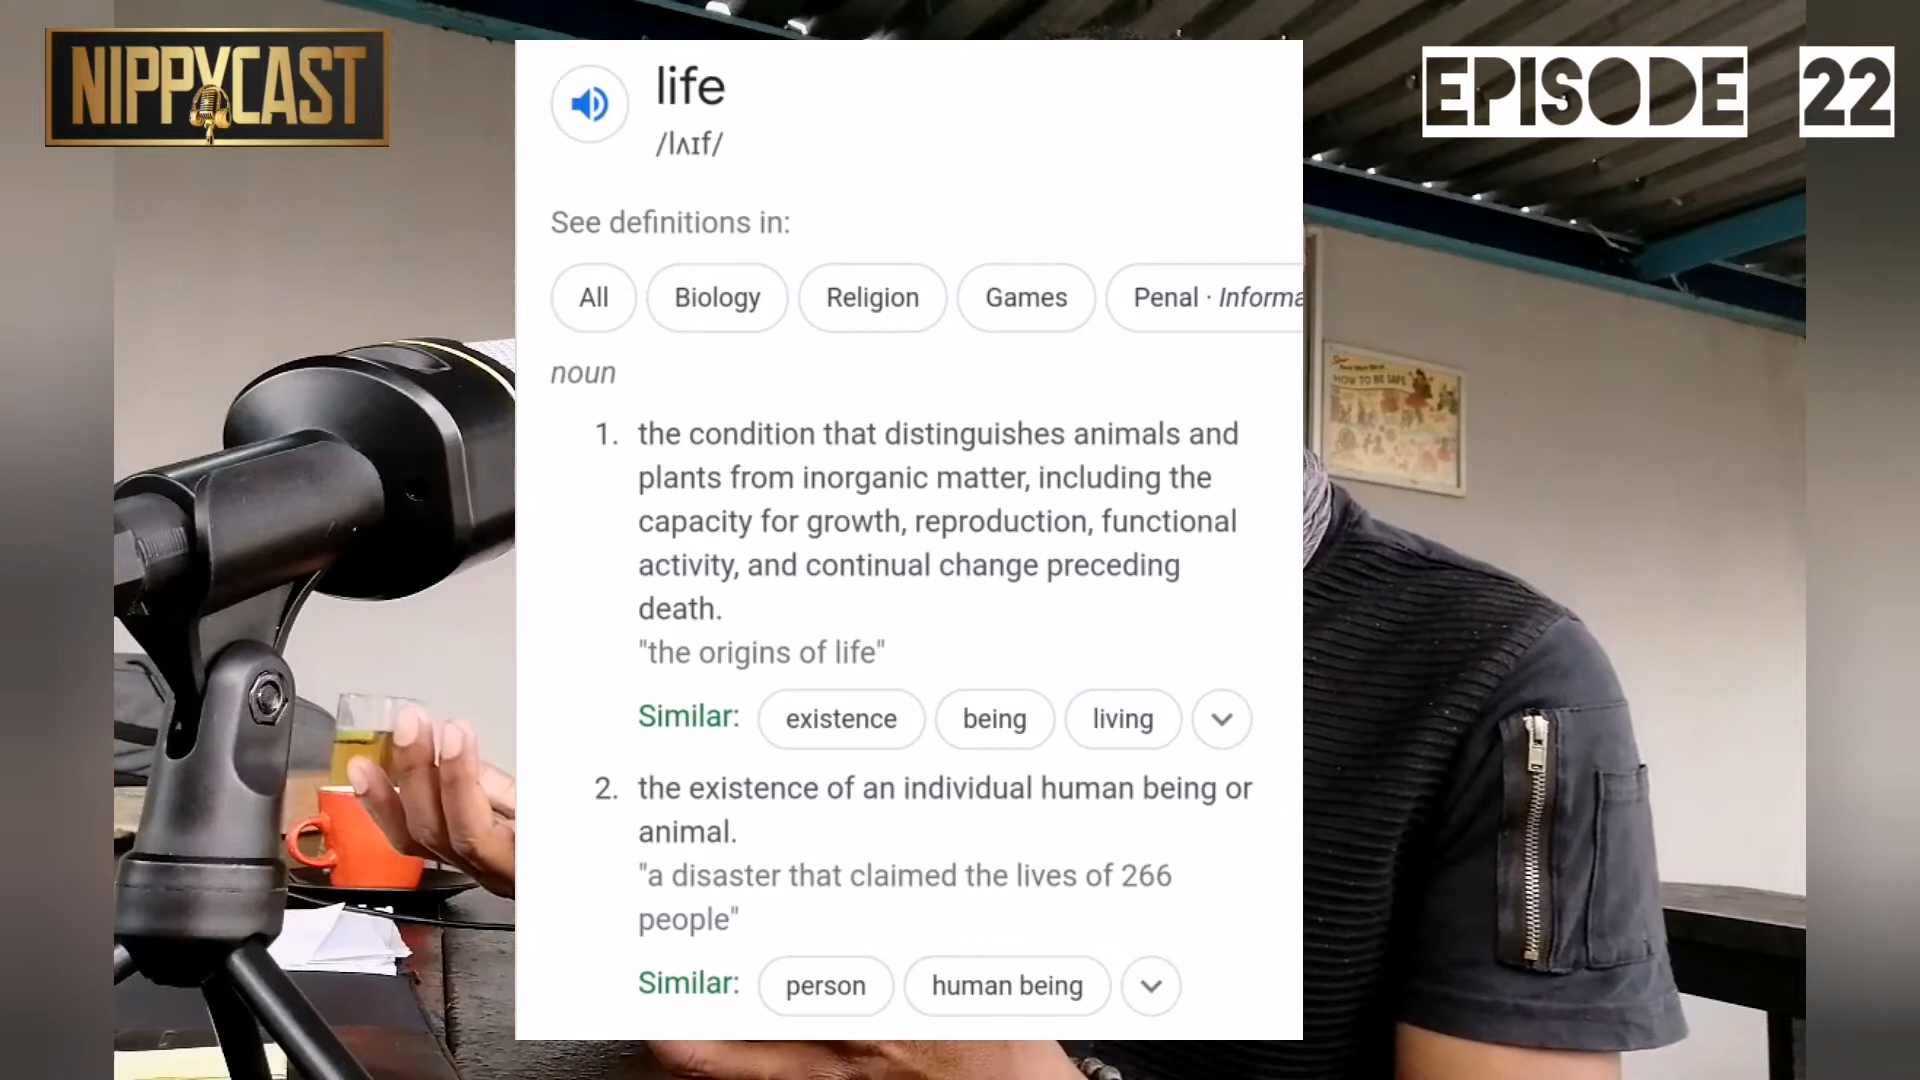 NIPPYCAST
EPISODE 22
life
/lʌɪf/
See definitions in:
All
Biology
Religion
Games
Penal · Informa
noun
1. the condition that distinguishes animals and
plants from inorganic matter, including the
capacity for growth, reproduction, functional
activity, and continual change preceding
death.
"the origins of life"
Similar: existence being living
2. the existence of an individual human being or
animal.
"a disaster that claimed the lives of 266
people"
Similar: person human being
HOW TO BE SAFE